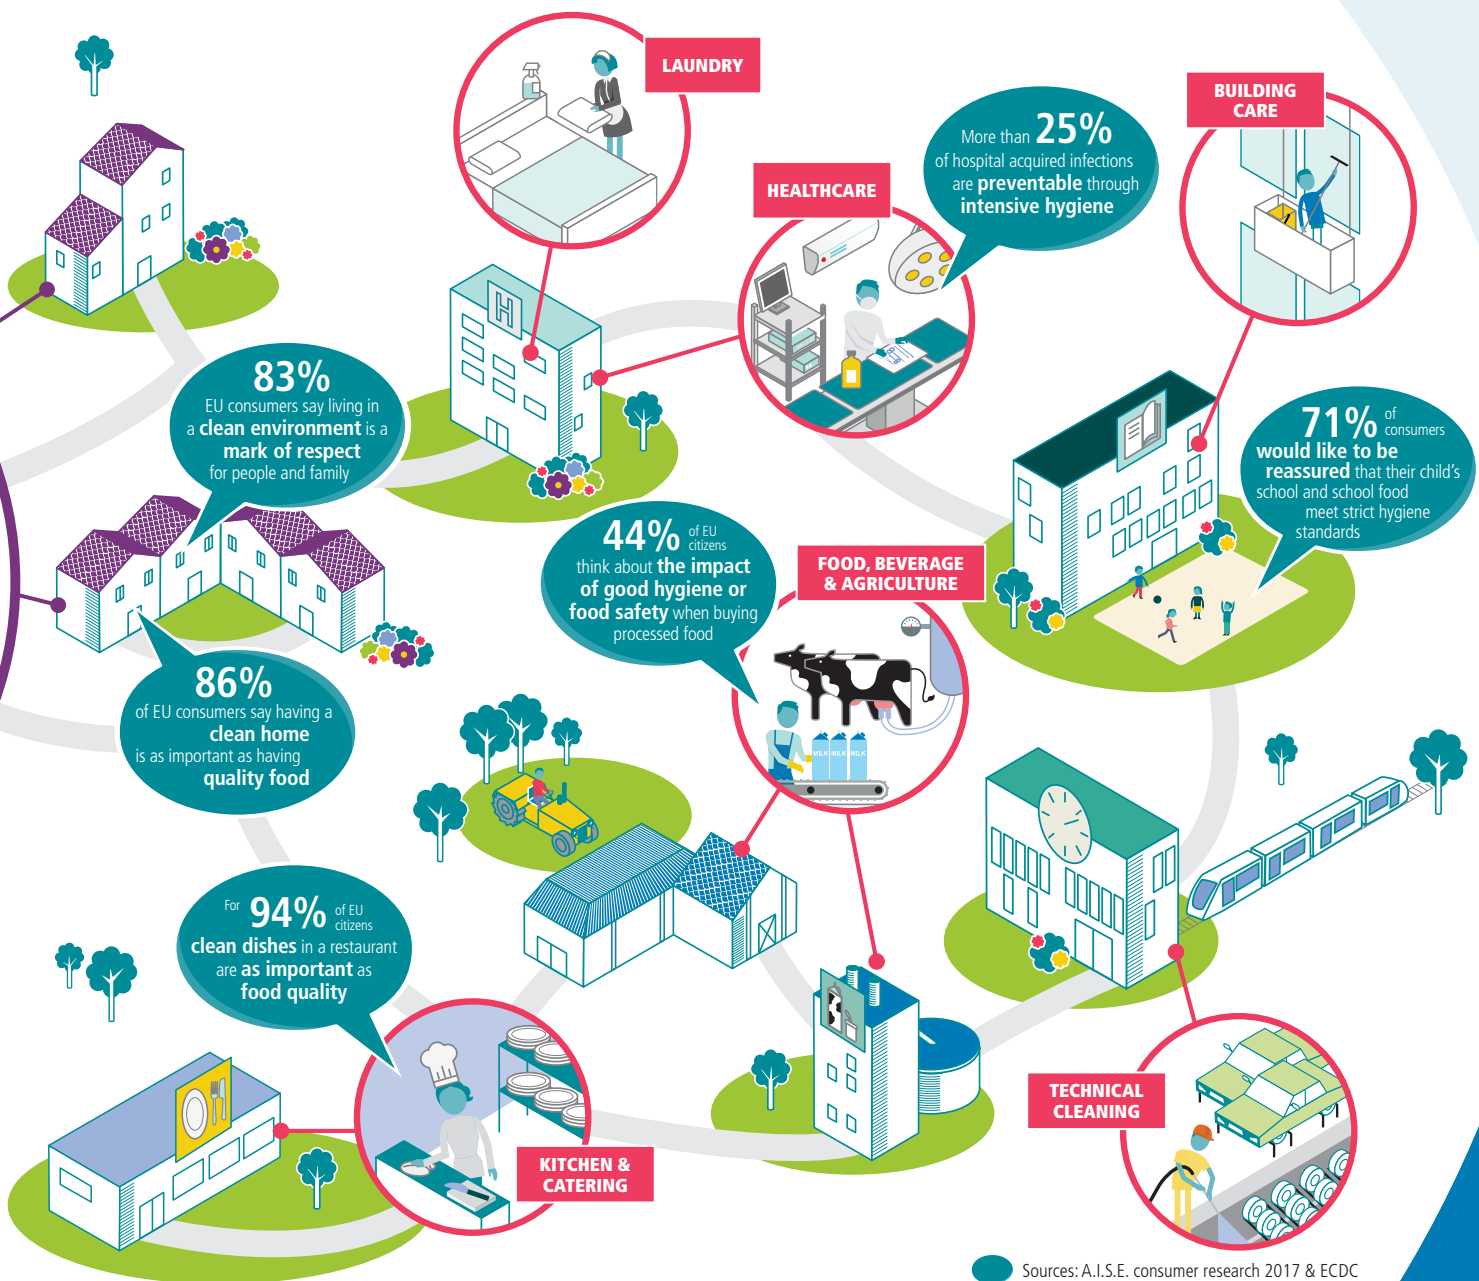 LAUNDRY
BUILDING
CARE
More than 25%
of hospital acquired infections
are preventable through
intensive hygiene
HEALTHCARE
H
83%
EU consumers say living in
a clean environment is a
mark of respect
for people and family
71% of
consumers
would like to be
reassured that their child's
school and school food
meet strict hygiene
standards
44% of EU
citizens
think about the impact
of good hygiene or
food safety when buying
processed food
FOOD, BEVERAGE
& AGRICULTURE
86%
of EU consumers say having a
clean home
is as important as having
quality food
MILK MILK MILK
For 94% of EU
citizens
clean dishes in a restaurant
are as important as
food quality
TECHNICAL
CLEANING
KITCHEN &
CATERING
Sources: A.I.S.E. consumer research 2017 & ECDC